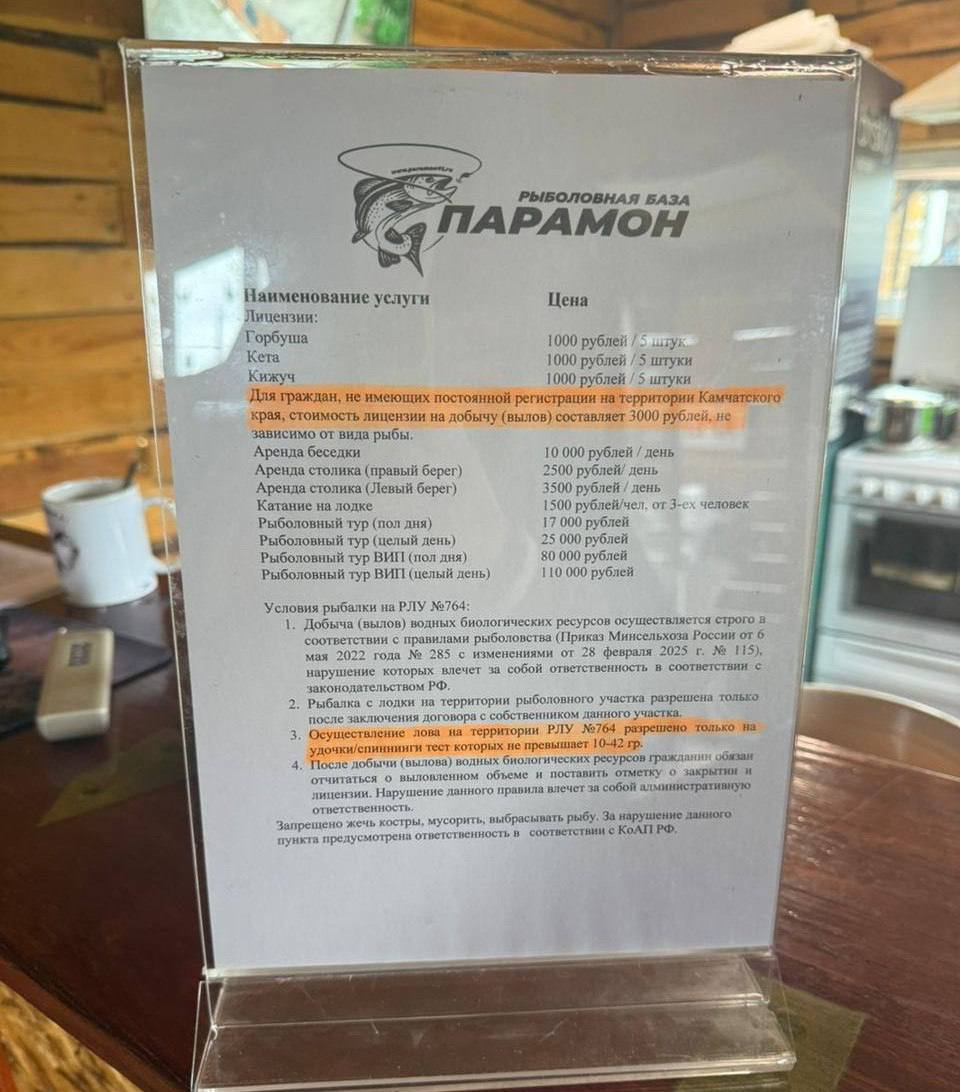 www.paramon41.ru
РЫБОЛОВНАЯ БАЗА
ПАРАМОН
Наименование услуги Цена
Лицензии:
Горбуша 1000 рублей / 5 штук
Кета 1000 рублей / 5 штуки
Кижуч 1000 рублей / 5 штуки
Для граждан, не имеющих постоянной регистрации на территории Камчатского
края, стоимость лицензии на добычу (вылов) составляет 3000 рублей, не
зависимо от вида рыбы.
Аренда беседки 10 000 рублей / день
Аренда столика (правый берег) 2500 рублей/ день
Аренда столика (Левый берег) 3500 рублей / день
Катание на лодке 1500 рублей/чел, от 3-ех человек
Рыболовный тур (пол дня) 17 000 рублей
Рыболовный тур (целый день) 25 000 рублей
Рыболовный тур ВИП (пол дня) 80 000 рублей
Рыболовный тур ВИП (целый день) 110 000 рублей
Условия рыбалки на РЛУ №764:
1. Добыча (вылов) водных биологических ресурсов осуществляется строго в
соответствии с правилами рыболовства (Приказ Минсельхоза России от 6
мая 2022 года № 285 с изменениями от 28 февраля 2025 г. № 115),
нарушение которых влечет за собой ответственность в соответствии с
законодательством РФ.
2. Рыбалка с лодки на территории рыболовного участка разрешена только
после заключения договора с собственником данного участка.
3. Осуществление лова на территории РЛУ №764 разрешено только на
удочки/спиннинги тест которых не превышает 10-42 гр.
4. После добычи (вылова) водных биологических ресурсов гражданин обязан
отчитаться о выловленном объеме и поставить отметку о закрытии и
лицензии. Нарушение данного правила влечет за собой административную
ответственность.
Запрещено жечь костры, мусорить, выбрасывать рыбу. За нарушение данного
пункта предусмотрена ответственность в соответствии с КоАП РФ.